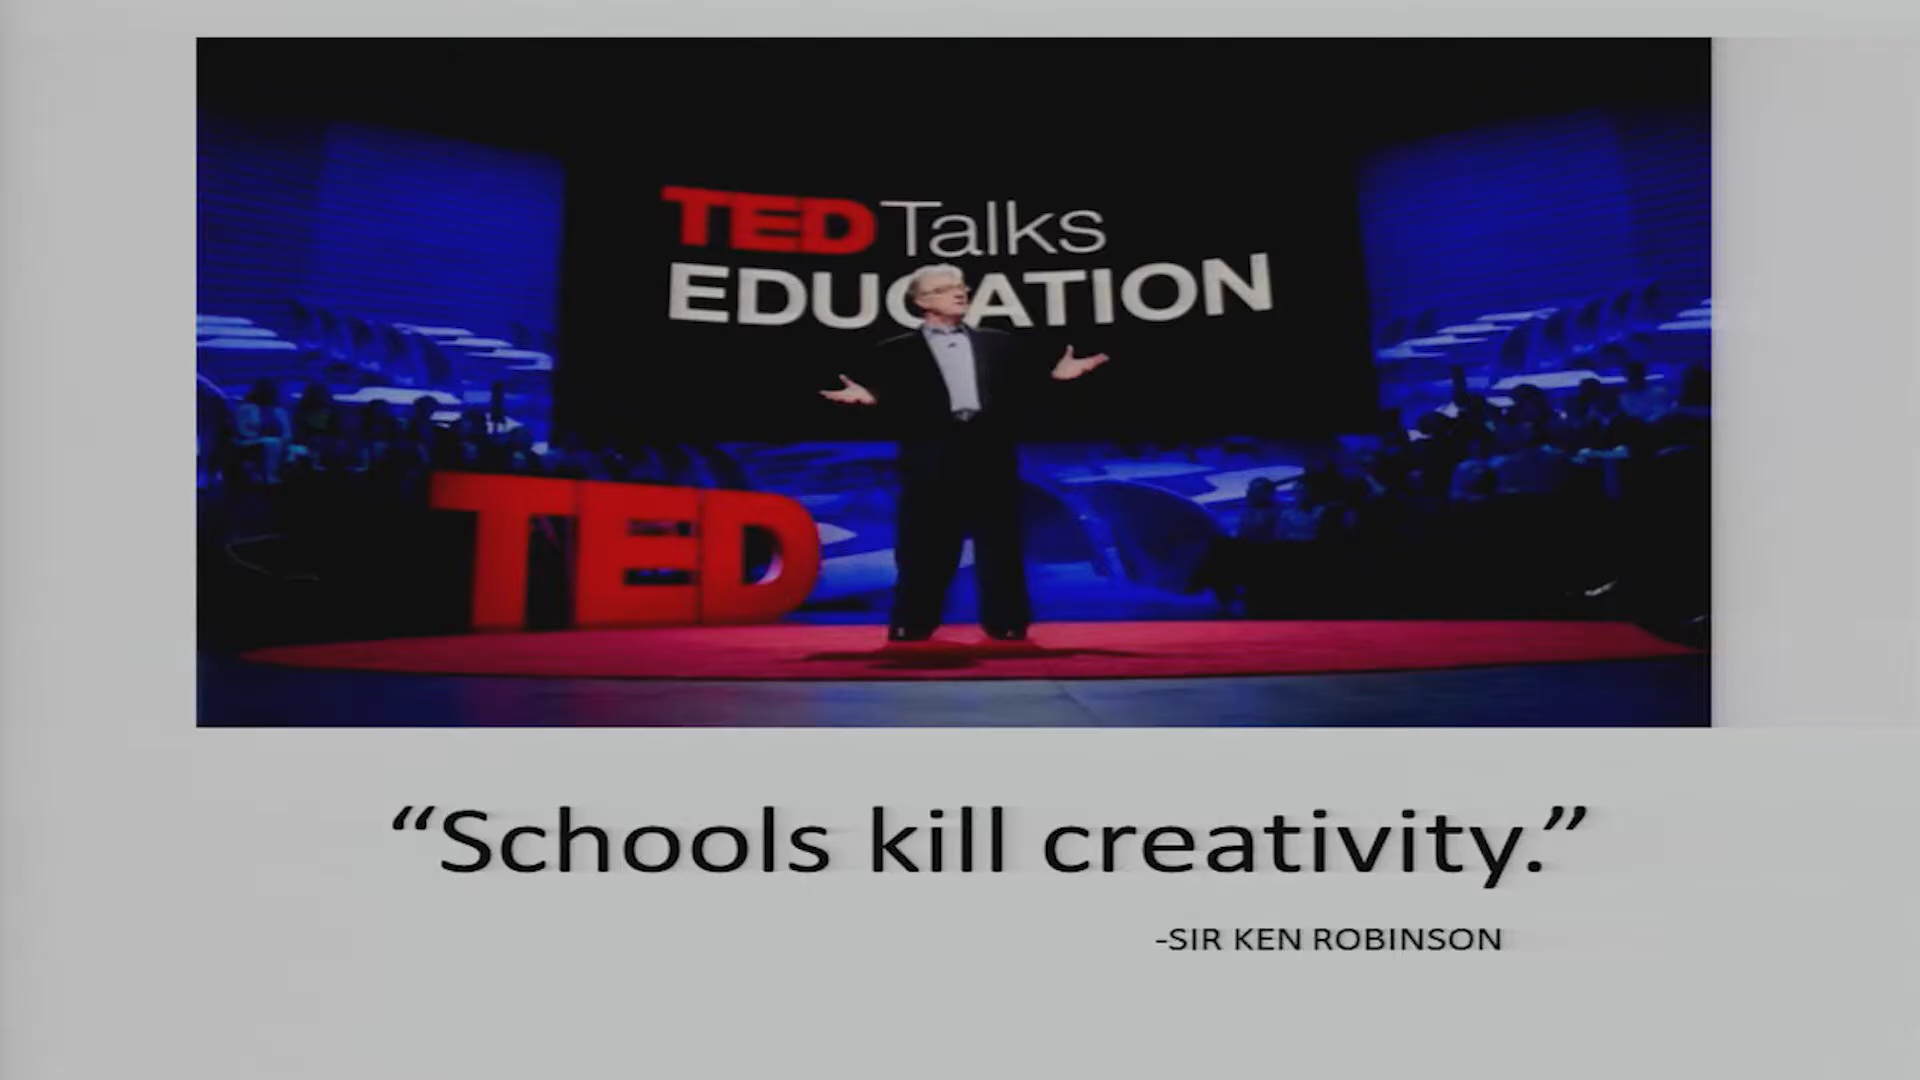 TED Talks
EDUCATION
TED
“Schools kill creativity.”
-SIR KEN ROBINSON